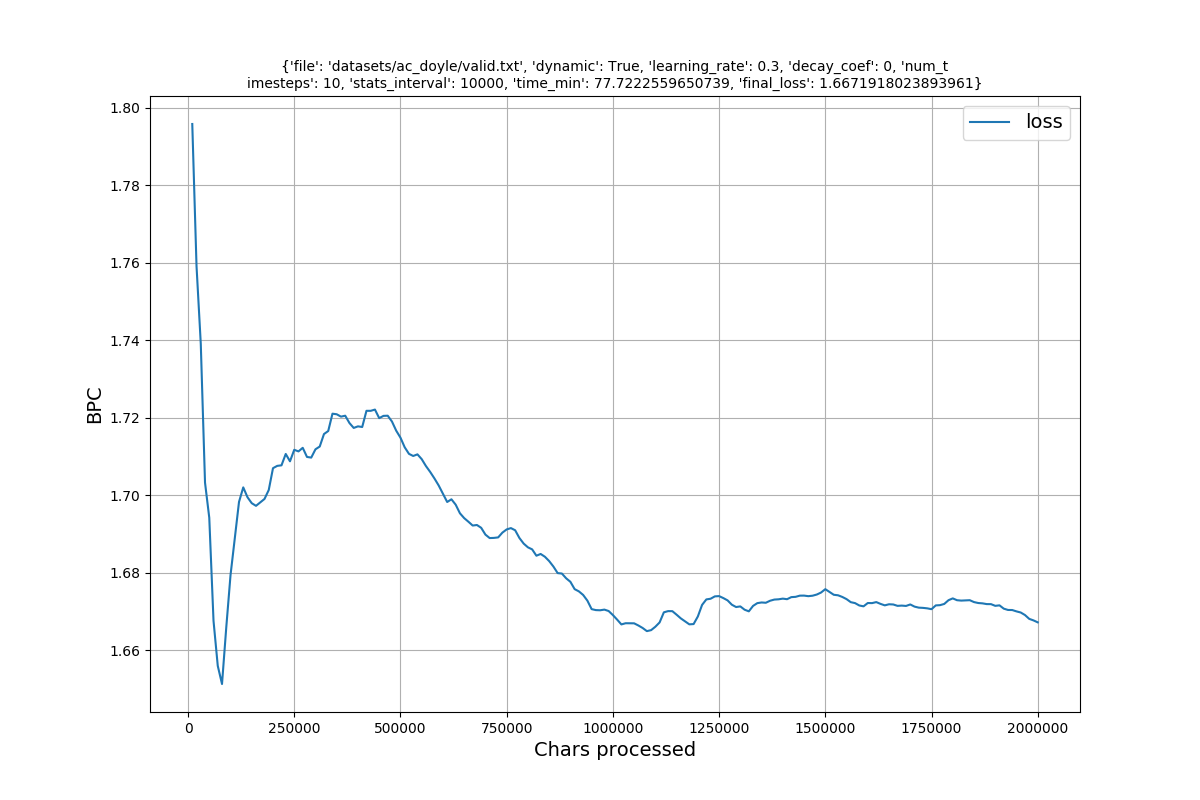 {'file': 'datasets/ac_doyle/valid.txt', 'dynamic': True, 'learning_rate': 0.3, 'decay_coef': 0, 'num_t
imesteps': 10, 'stats_interval': 10000, 'time_min': 77.7222559650739, 'final_loss': 1.6671918023893961}
loss
1.80
1.78
1.76
1.74
1.72
1.70
1.68
1.66
BPC
0 250000 500000 750000 1000000 1250000 1500000 1750000 2000000
Chars processed